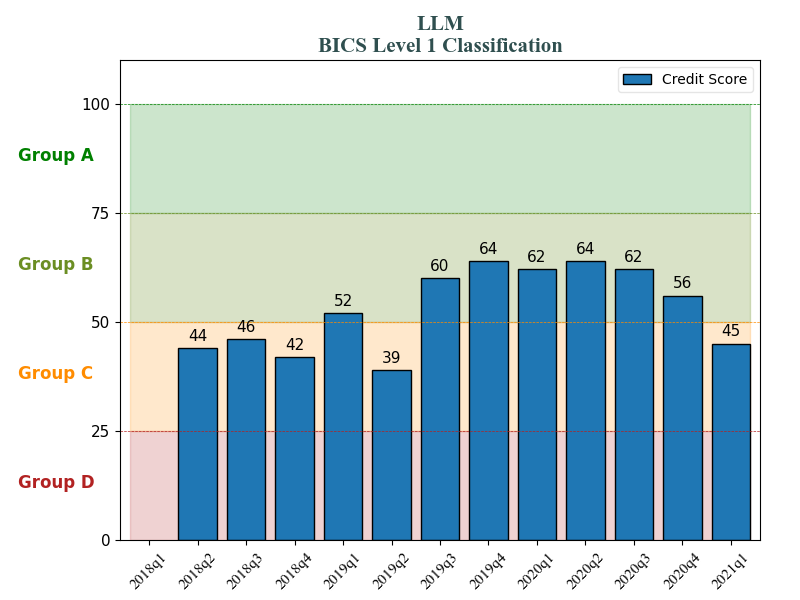 LLM
BICS Level 1 Classification
Credit Score
100
Group A
75
64
64
62
62
Group B
60
56
52
50
46
45
44
42
39
Group C
25
Group D
0
2018q1
2018q2
2018q3
2018q4
2019q1
2019q2
2019q3
2019q4
2020q1
2020q2
2020q3
2020q4
2021q1